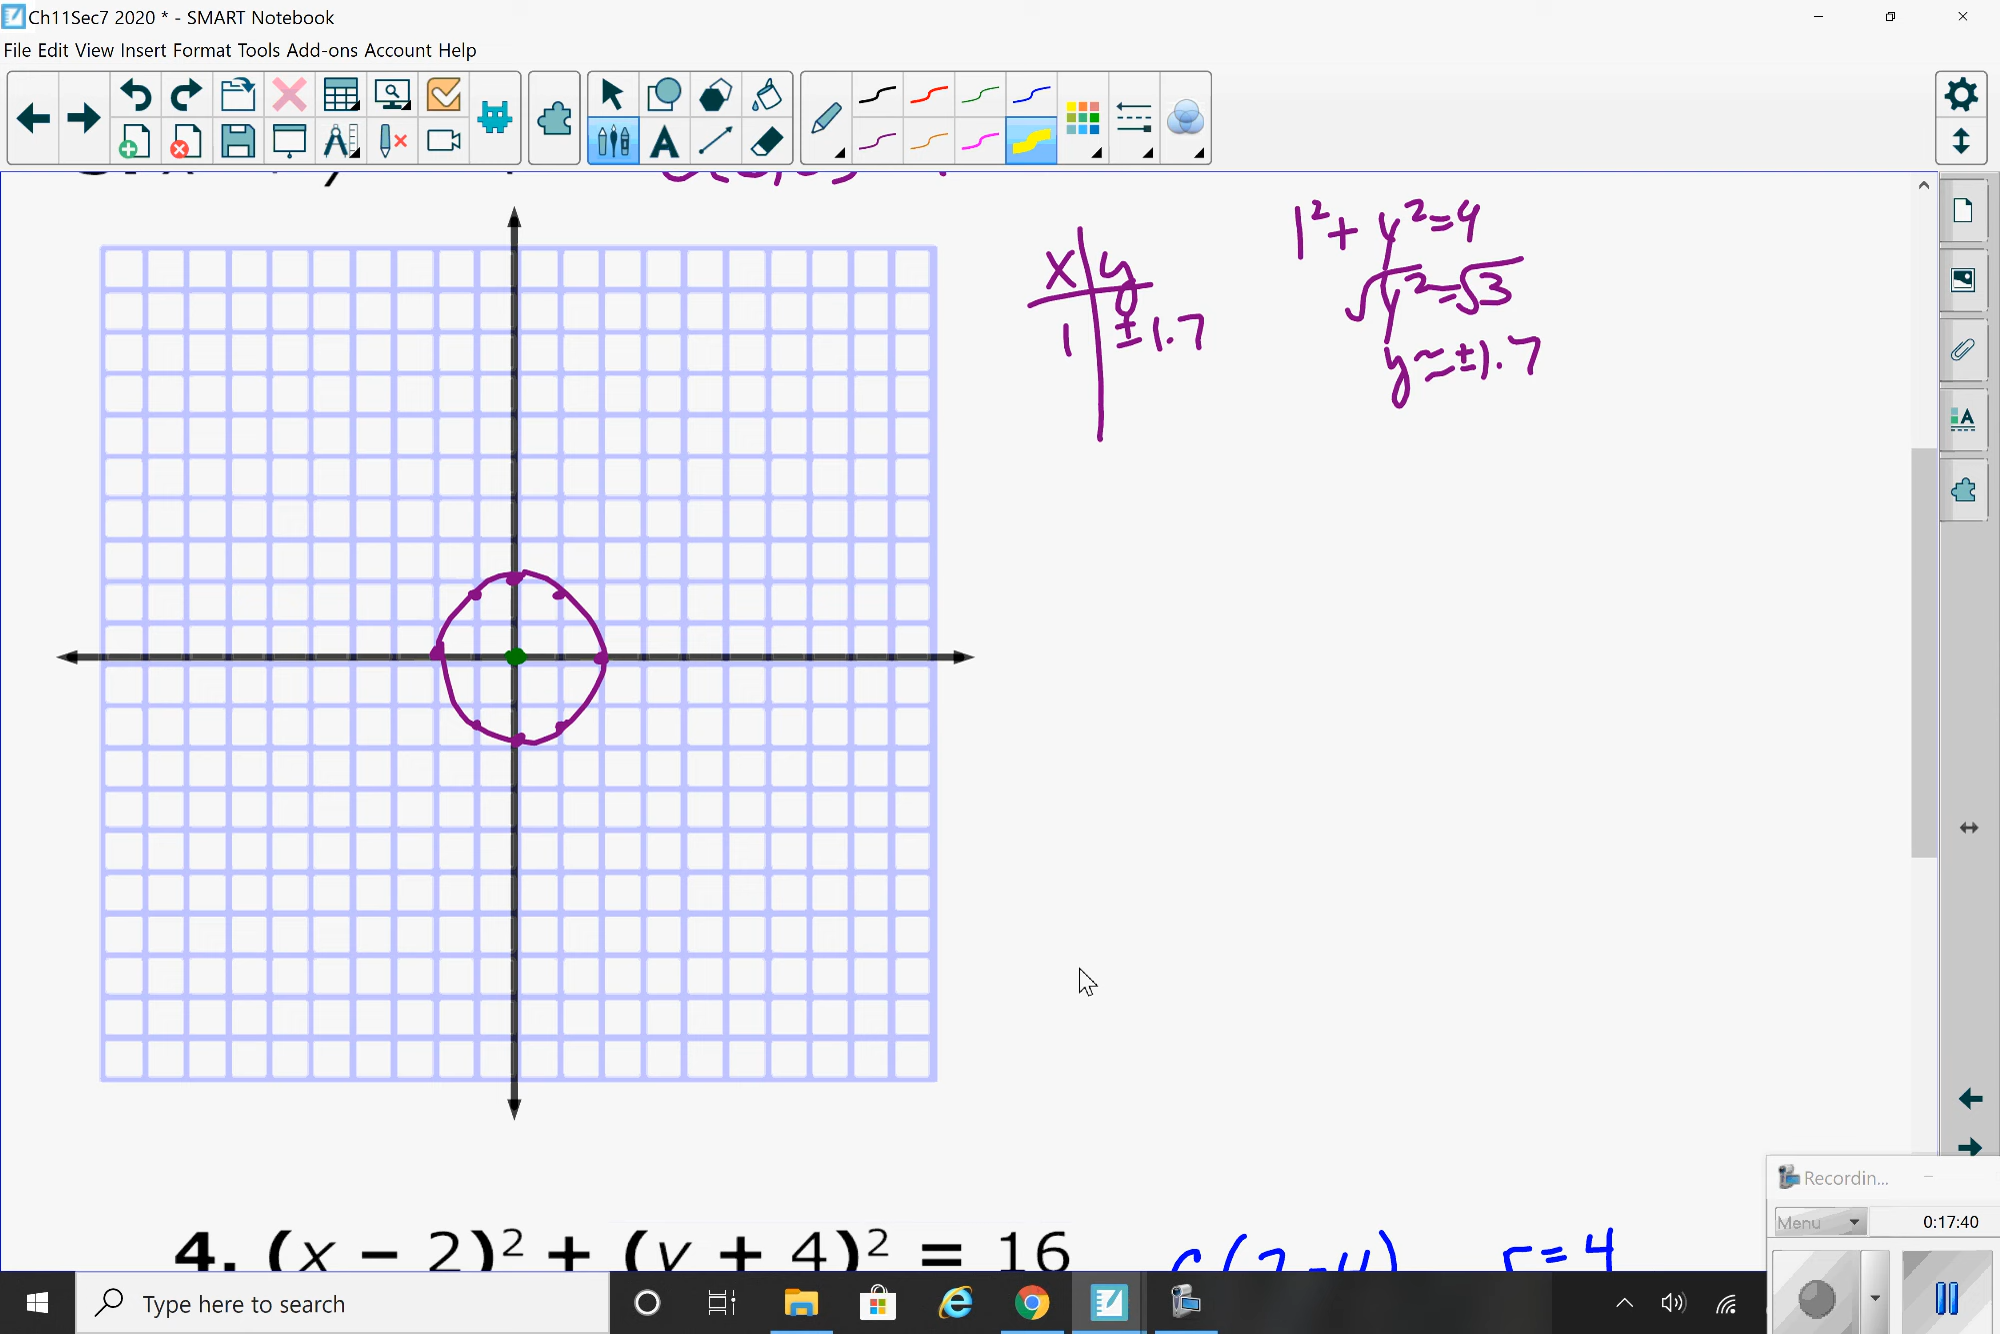 Ch11Sec7 2020 * - SMART Notebook
File Edit View Insert Format Tools Add-ons Account Help
1² + y² = 4
x y
√y² = √3
1 ± 1.7
y ≈ ±1.7
4. (x − 2)² + (y + 4)² = 16 C(2,-4) r = 4
Recordin...
Menu 0:17:40
Type here to search